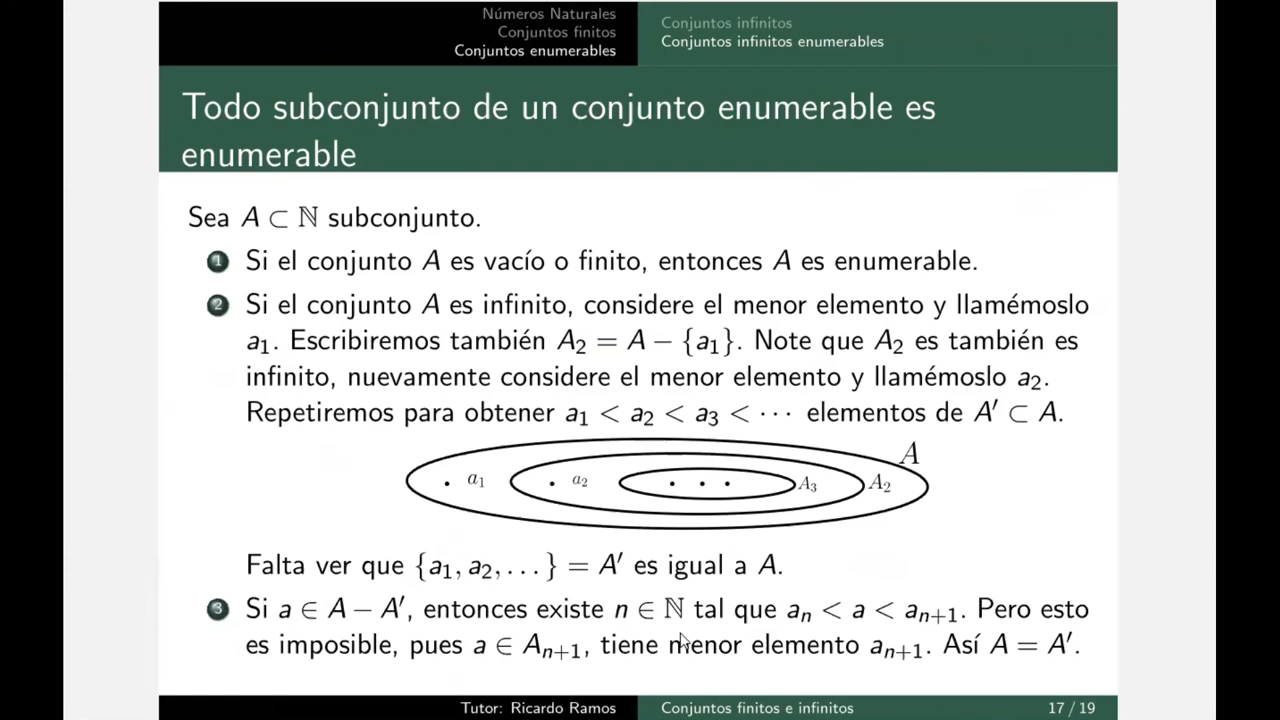 Números Naturales
Conjuntos finitos
Conjuntos enumerables
Conjuntos infinitos
Conjuntos infinitos enumerables
Todo subconjunto de un conjunto enumerable es
enumerable
Sea A ⊂ ℕ subconjunto.
1 Si el conjunto A es vacío o finito, entonces A es enumerable.
2 Si el conjunto A es infinito, considere el menor elemento y llamémoslo
a₁. Escribiremos también A₂ = A − {a₁}. Note que A₂ es también es
infinito, nuevamente considere el menor elemento y llamémoslo a₂.
Repetiremos para obtener a₁ < a₂ < a₃ < ⋯ elementos de A′ ⊂ A.
A
a₁ a₂ A₃ A₂
Falta ver que {a₁, a₂, . . . } = A′ es igual a A.
3 Si a ∈ A − A′, entonces existe n ∈ ℕ tal que aₙ < a < aₙ₊₁. Pero esto
es imposible, pues a ∈ Aₙ₊₁, tiene menor elemento aₙ₊₁. Así A = A′.
Tutor: Ricardo Ramos
Conjuntos finitos e infinitos
17 / 19